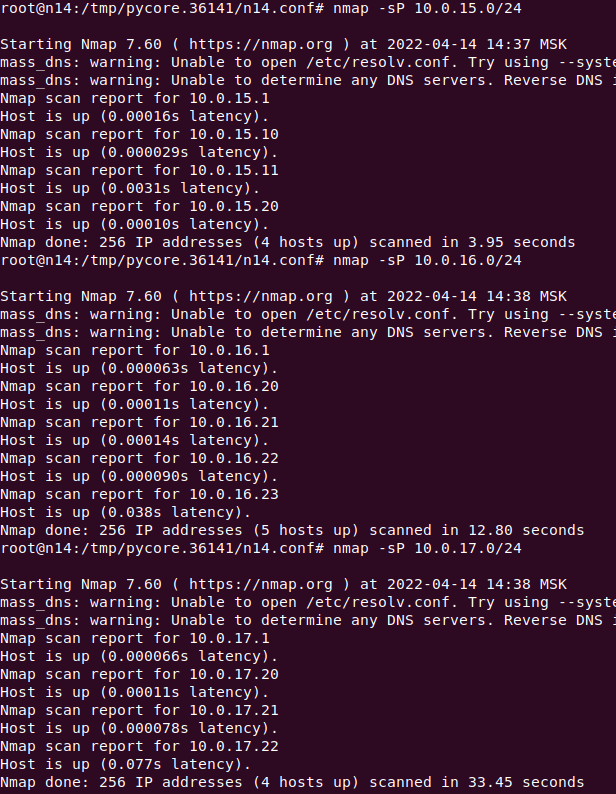 root@n14:/tmp/pycore.36141/n14.conf# nmap -sP 10.0.15.0/24
Starting Nmap 7.60 ( https://nmap.org ) at 2022-04-14 14:37 MSK
mass_dns: warning: Unable to open /etc/resolv.conf. Try using --syste
mass_dns: warning: Unable to determine any DNS servers. Reverse DNS i
Nmap scan report for 10.0.15.1
Host is up (0.00016s latency).
Nmap scan report for 10.0.15.10
Host is up (0.000029s latency).
Nmap scan report for 10.0.15.11
Host is up (0.0031s latency).
Nmap scan report for 10.0.15.20
Host is up (0.00010s latency).
Nmap done: 256 IP addresses (4 hosts up) scanned in 3.95 seconds
root@n14:/tmp/pycore.36141/n14.conf# nmap -sP 10.0.16.0/24
Starting Nmap 7.60 ( https://nmap.org ) at 2022-04-14 14:38 MSK
mass_dns: warning: Unable to open /etc/resolv.conf. Try using --syste
mass_dns: warning: Unable to determine any DNS servers. Reverse DNS i
Nmap scan report for 10.0.16.1
Host is up (0.000063s latency).
Nmap scan report for 10.0.16.20
Host is up (0.00011s latency).
Nmap scan report for 10.0.16.21
Host is up (0.00014s latency).
Nmap scan report for 10.0.16.22
Host is up (0.000090s latency).
Nmap scan report for 10.0.16.23
Host is up (0.038s latency).
Nmap done: 256 IP addresses (5 hosts up) scanned in 12.80 seconds
root@n14:/tmp/pycore.36141/n14.conf# nmap -sP 10.0.17.0/24
Starting Nmap 7.60 ( https://nmap.org ) at 2022-04-14 14:38 MSK
mass_dns: warning: Unable to open /etc/resolv.conf. Try using --syste
mass_dns: warning: Unable to determine any DNS servers. Reverse DNS i
Nmap scan report for 10.0.17.1
Host is up (0.000066s latency).
Nmap scan report for 10.0.17.20
Host is up (0.00011s latency).
Nmap scan report for 10.0.17.21
Host is up (0.000078s latency).
Nmap scan report for 10.0.17.22
Host is up (0.077s latency).
Nmap done: 256 IP addresses (4 hosts up) scanned in 33.45 seconds